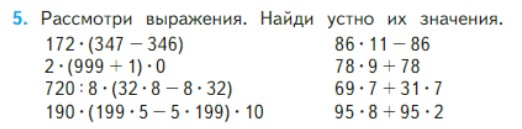 5. Рассмотри выражения. Найди устно их значения.
172 · (347 − 346)    86 · 11 − 86
2 · (999 + 1) · 0    78 · 9 + 78
720 : 8 · (32 · 8 − 8 · 32)    69 · 7 + 31 · 7
190 · (199 · 5 − 5 · 199) · 10    95 · 8 + 95 · 2